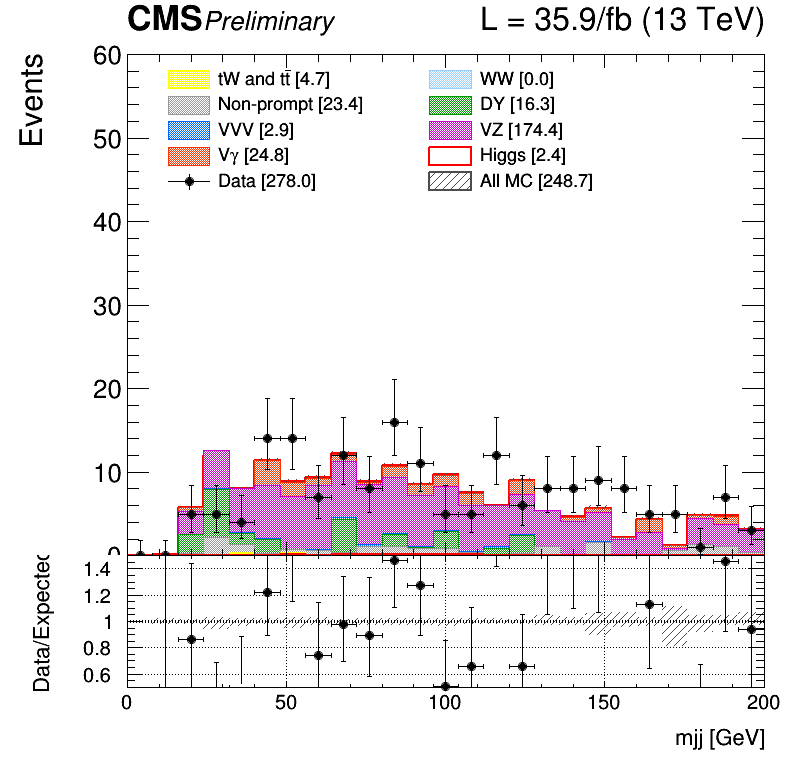 CMS Preliminary L = 35.9/fb (13 TeV)
Events
60
50
40
30
20
10
0
tW and tt̄ [4.7]
Non-prompt [23.4]
VVV [2.9]
Vγ [24.8]
Data [278.0]
WW [0.0]
DY [16.3]
VZ [174.4]
Higgs [2.4]
All MC [248.7]
Data/Expected
1.4
1.2
1
0.8
0.6
0 50 100 150 200
mjj [GeV]